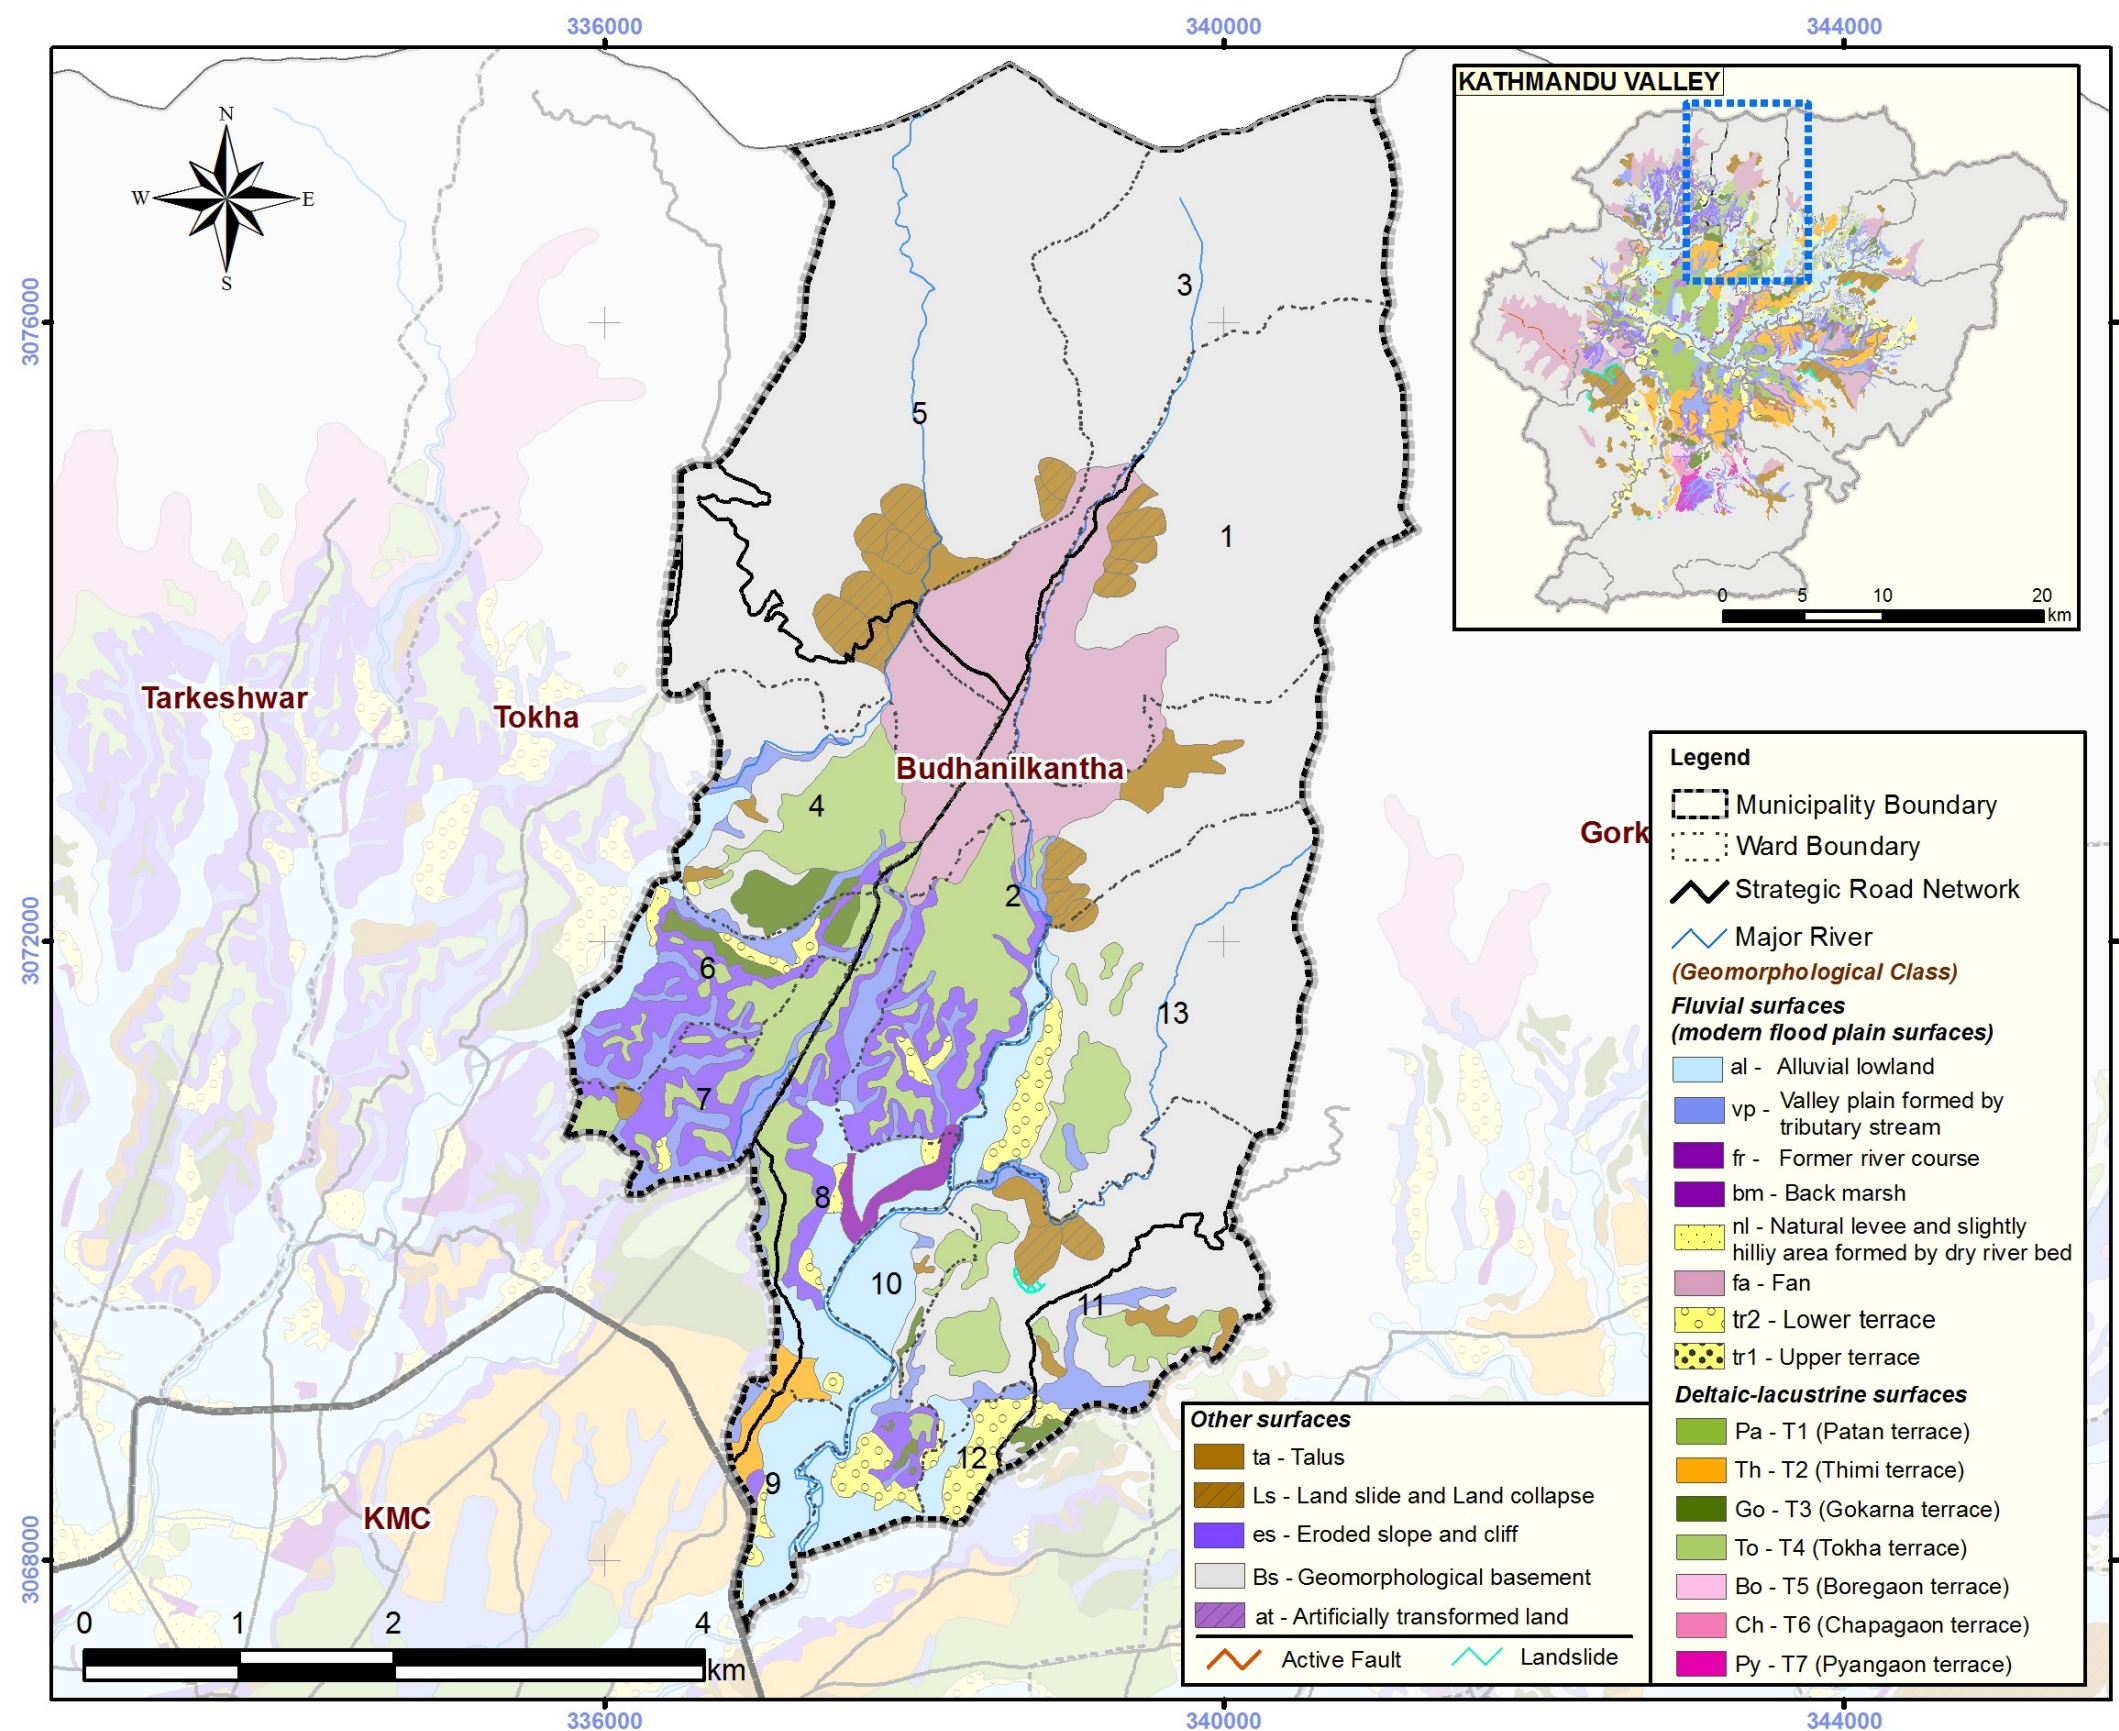 336000
340000
344000
KATHMANDU VALLEY
N
W
E
S
0
5
10
20
km
3076000
3
5
1
Tarkeshwar
Tokha
Budhanilkantha
4
Gork
2
3072000
6
13
7
8
10
11
12
9
KMC
3068000
0
1
2
4
km
Legend
Municipality Boundary
Ward Boundary
Strategic Road Network
Major River
(Geomorphological Class)
Fluvial surfaces
(modern flood plain surfaces)
al - Alluvial lowland
vp - Valley plain formed by
tributary stream
fr - Former river course
bm - Back marsh
nl - Natural levee and slightly
hilliy area formed by dry river bed
fa - Fan
tr2 - Lower terrace
tr1 - Upper terrace
Deltaic-lacustrine surfaces
Pa - T1 (Patan terrace)
Th - T2 (Thimi terrace)
Go - T3 (Gokarna terrace)
To - T4 (Tokha terrace)
Bo - T5 (Boregaon terrace)
Ch - T6 (Chapagaon terrace)
Py - T7 (Pyangaon terrace)
Other surfaces
ta - Talus
Ls - Land slide and Land collapse
es - Eroded slope and cliff
Bs - Geomorphological basement
at - Artificially transformed land
Active Fault
Landslide
336000
340000
344000